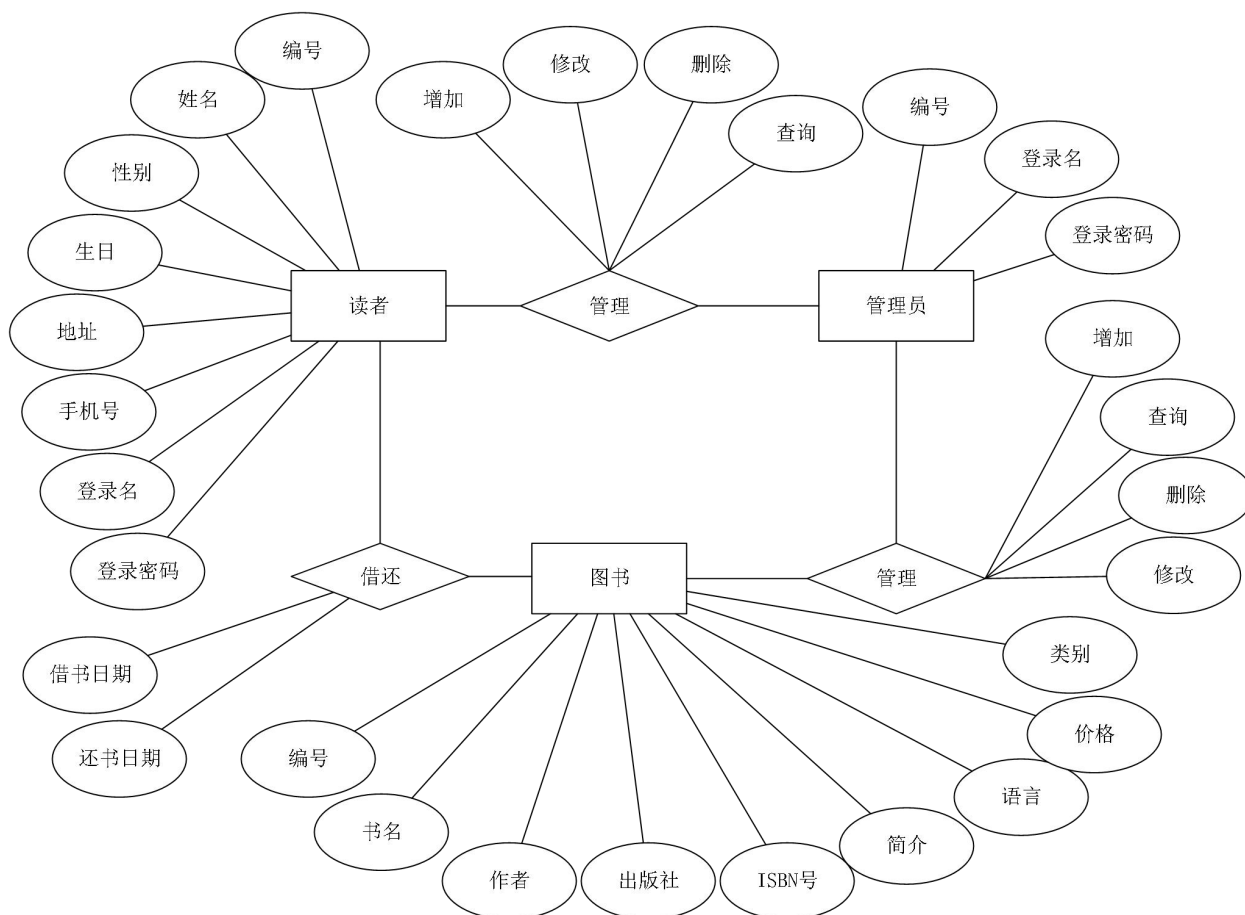 编号
修改
删除
姓名
增加
编号
查询
登录名
性别
登录密码
生日
读者
管理
管理员
地址
增加
手机号
查询
登录名
删除
登录密码
借还
图书
管理
修改
借书日期
类别
还书日期
编号
价格
语言
书名
简介
作者
出版社
ISBN号